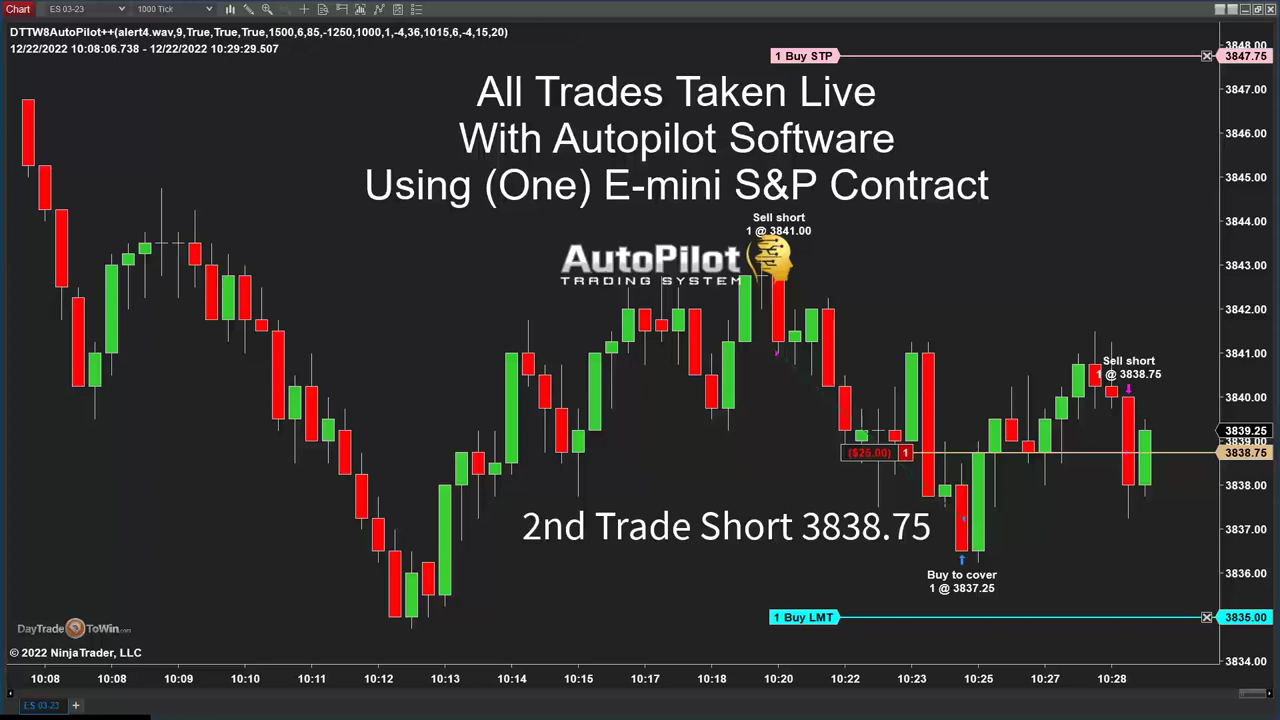 Chart ES 03-23 1000 Tick
DTTW8AutoPilot++(alert4.wav,9,True,True,True,1500,6,85,-1250,1000,1,-4,36,1015,6,-4,15,20)
12/22/2022 10:08:06.738 - 12/22/2022 10:29:29.507
3848.00
1 Buy STP
3847.75
All Trades Taken Live
With Autopilot Software
Using (One) E-mini S&P Contract
3847.00
3846.00
3845.00
3844.00
Sell short
1 @ 3841.00
AutoPilot
TRADING SYSTEM
3843.00
3842.00
3841.00
Sell short
1 @ 3838.75
3840.00
3839.25
3839.00
($25.00) 1
3838.75
3838.00
2nd Trade Short 3838.75
3837.00
Buy to cover
1 @ 3837.25
3836.00
1 Buy LMT
3835.00
DayTradeToWin.com
© 2022 NinjaTrader, LLC
3834.00
10:08 10:08 10:09 10:10 10:11 10:12 10:14 10:15 10:17 10:18 10:20 10:22 10:23 10:25 10:27 10:28
ES 03-23 +